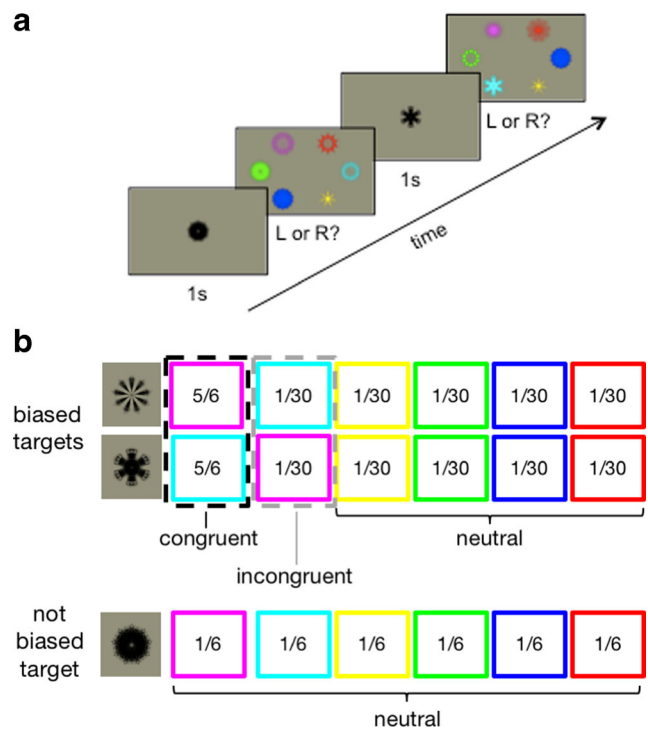 a
L or R?
1s
L or R?
time
1s
b
biased
targets
5/6 1/30 1/30 1/30 1/30 1/30
5/6 1/30 1/30 1/30 1/30 1/30
congruent
neutral
incongruent
not
biased
target
1/6 1/6 1/6 1/6 1/6 1/6
neutral